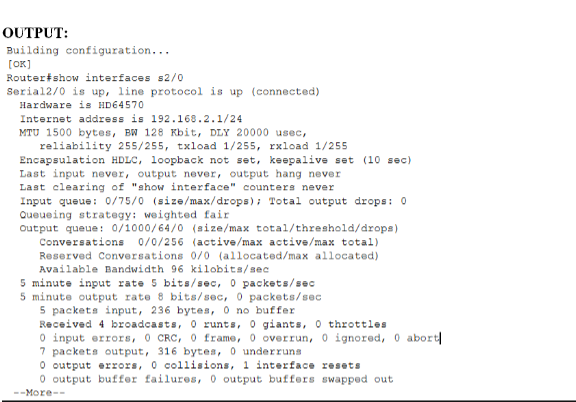 OUTPUT:
Building configuration...
[OK]
Router#show interfaces s2/0
Serial2/0 is up, line protocol is up (connected)
Hardware is HD64570
Internet address is 192.168.2.1/24
MTU 1500 bytes, BW 128 Kbit, DLY 20000 usec,
reliability 255/255, txload 1/255, rxload 1/255
Encapsulation HDLC, loopback not set, keepalive set (10 sec)
Last input never, output never, output hang never
Last clearing of "show interface" counters never
Input queue: 0/75/0 (size/max/drops); Total output drops: 0
Queueing strategy: weighted fair
Output queue: 0/1000/64/0 (size/max total/threshold/drops)
Conversations 0/0/256 (active/max active/max total)
Reserved Conversations 0/0 (allocated/max allocated)
Available Bandwidth 96 kilobits/sec
5 minute input rate 5 bits/sec, 0 packets/sec
5 minute output rate 8 bits/sec, 0 packets/sec
5 packets input, 236 bytes, 0 no buffer
Received 4 broadcasts, 0 runts, 0 giants, 0 throttles
0 input errors, 0 CRC, 0 frame, 0 overrun, 0 ignored, 0 abort
7 packets output, 316 bytes, 0 underruns
0 output errors, 0 collisions, 1 interface resets
0 output buffer failures, 0 output buffers swapped out
--More--